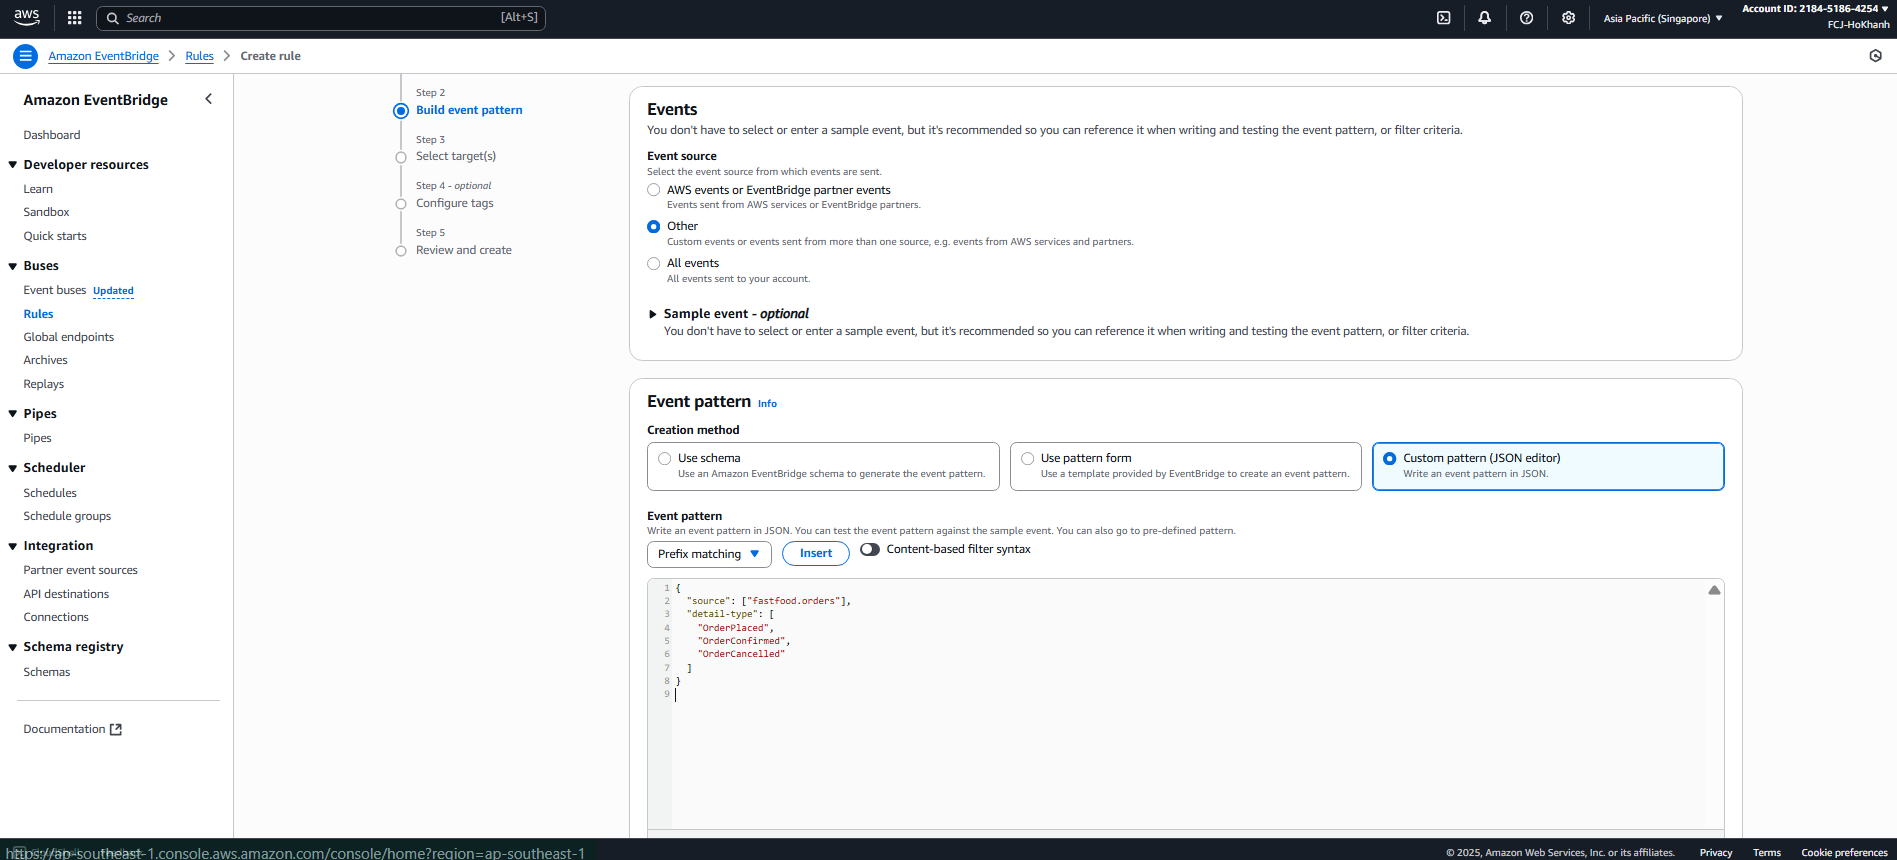 aws
Search
[Alt+S]
Asia Pacific (Singapore)
Account ID: 2184-5186-4254
FCJ-HoKhanh
Amazon EventBridge
Rules
Create rule
Amazon EventBridge
Dashboard
Developer resources
Learn
Sandbox
Quick starts
Buses
Event buses Updated
Rules
Global endpoints
Archives
Replays
Pipes
Pipes
Scheduler
Schedules
Schedule groups
Integration
Partner event sources
API destinations
Connections
Schema registry
Schemas
Documentation
Step 2
Build event pattern
Step 3
Select target(s)
Step 4 - optional
Configure tags
Step 5
Review and create
Events
You don't have to select or enter a sample event, but it's recommended so you can reference it when writing and testing the event pattern, or filter criteria.
Event source
Select the event source from which events are sent.
AWS events or EventBridge partner events
Events sent from AWS services or EventBridge partners.
Other
Custom events or events sent from more than one source, e.g. events from AWS services and partners.
All events
All events sent to your account.
Sample event - optional
You don't have to select or enter a sample event, but it's recommended so you can reference it when writing and testing the event pattern, or filter criteria.
Event pattern Info
Creation method
Use schema
Use an Amazon EventBridge schema to generate the event pattern.
Use pattern form
Use a template provided by EventBridge to create an event pattern.
Custom pattern (JSON editor)
Write an event pattern in JSON.
Event pattern
Write an event pattern in JSON. You can test the event pattern against the sample event. You can also go to pre-defined pattern.
Prefix matching
Insert
Content-based filter syntax
1 {
2 "source": ["fastfood.orders"],
3 "detail-type": [
4 "OrderPlaced",
5 "OrderConfirmed",
6 "OrderCancelled"
7 ]
8 }
9
https://ap-southeast-1.console.aws.amazon.com/console/home?region=ap-southeast-1
© 2025, Amazon Web Services, Inc. or its affiliates.
Privacy
Terms
Cookie preferences